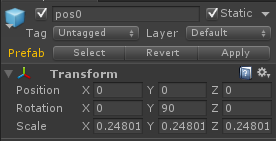 pos0 Static
Tag Untagged Layer Default
Prefab Select Revert Apply
Transform
Position X 0 Y 0 Z 0
Rotation X 0 Y 90 Z 0
Scale X 0.24801 Y 0.24801 Z 0.24801